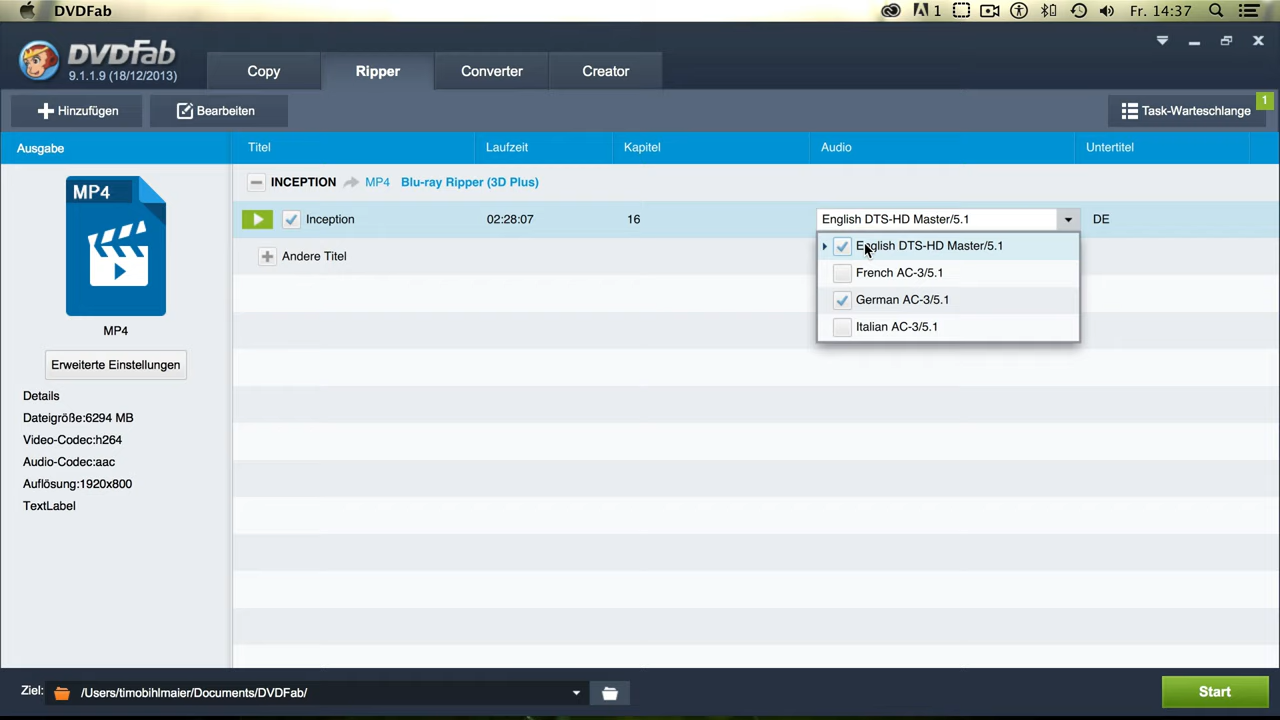 DVDFab
1
Fr. 14:37
DVDFab
9.1.1.9 (18/12/2013)
Copy
Ripper
Converter
Creator
Hinzufügen
Bearbeiten
Task-Warteschlange
1
Ausgabe
Titel
Laufzeit
Kapitel
Audio
Untertitel
MP4
MP4
Erweiterte Einstellungen
Details
Dateigröße:6294 MB
Video-Codec:h264
Audio-Codec:aac
Auflösung:1920x800
TextLabel
INCEPTION MP4 Blu-ray Ripper (3D Plus)
Inception 02:28:07 16 English DTS-HD Master/5.1 DE
Andere Titel
English DTS-HD Master/5.1
French AC-3/5.1
German AC-3/5.1
Italian AC-3/5.1
Ziel: /Users/timobihlmaier/Documents/DVDFab/
Start